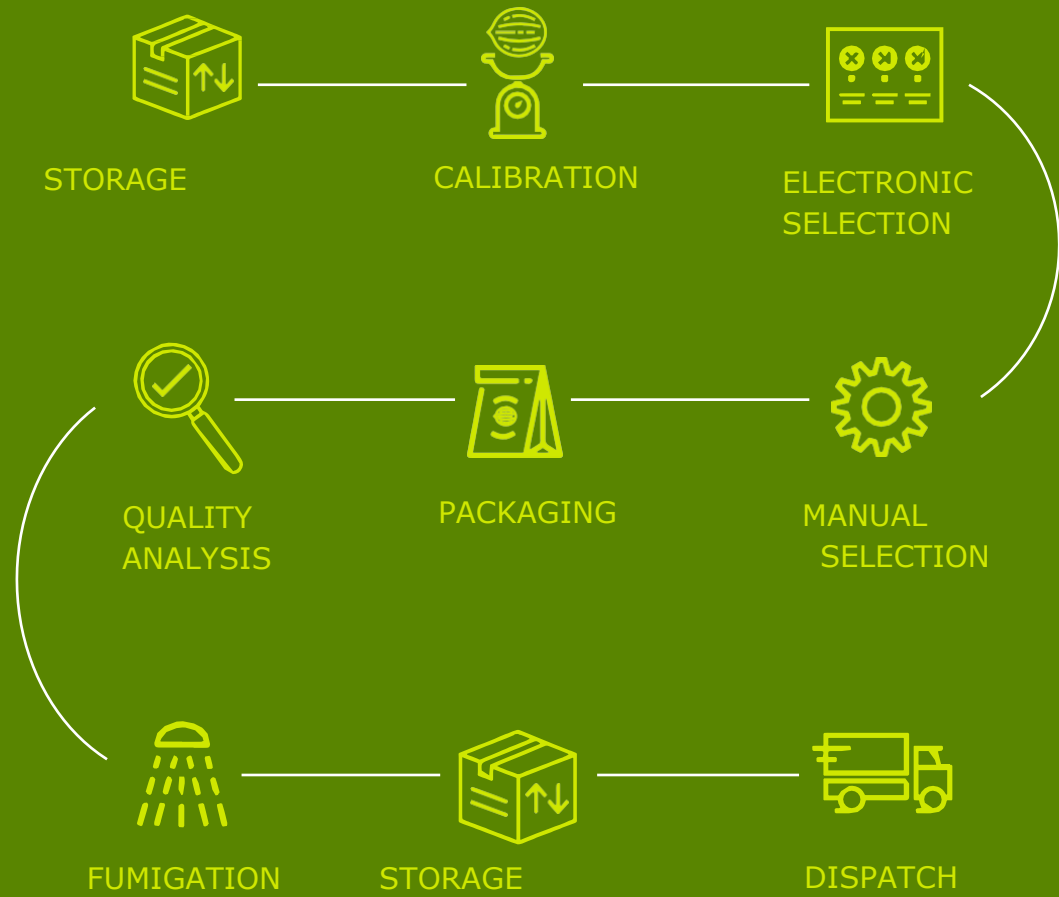 STORAGE
CALIBRATION
ELECTRONIC
SELECTION
QUALITY
ANALYSIS
PACKAGING
MANUAL
SELECTION
FUMIGATION
STORAGE
DISPATCH